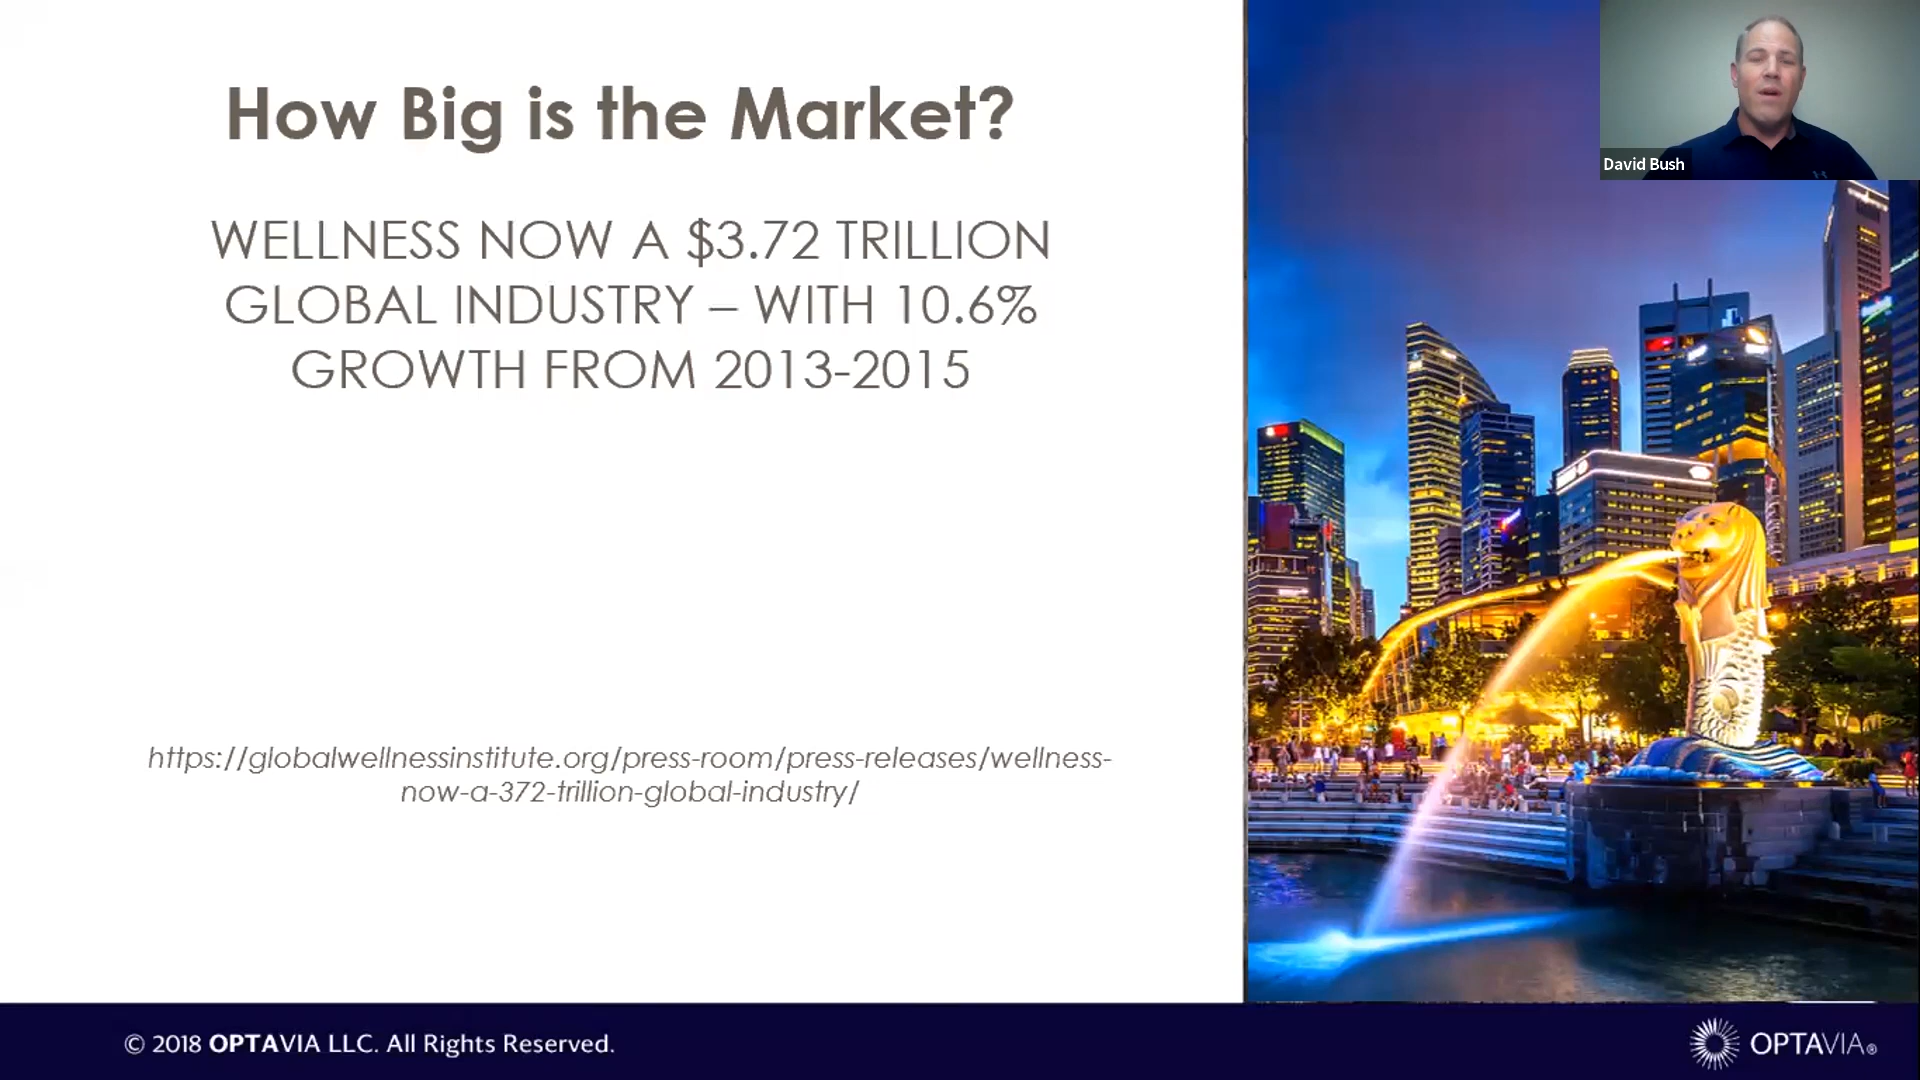 How Big is the Market?
WELLNESS NOW A $3.72 TRILLION
GLOBAL INDUSTRY – WITH 10.6%
GROWTH FROM 2013-2015
https://globalwellnessinstitute.org/press-room/press-releases/wellness-
now-a-372-trillion-global-industry/
David Bush
© 2018 OPTAVIA LLC. All Rights Reserved.
OPTAVIA®